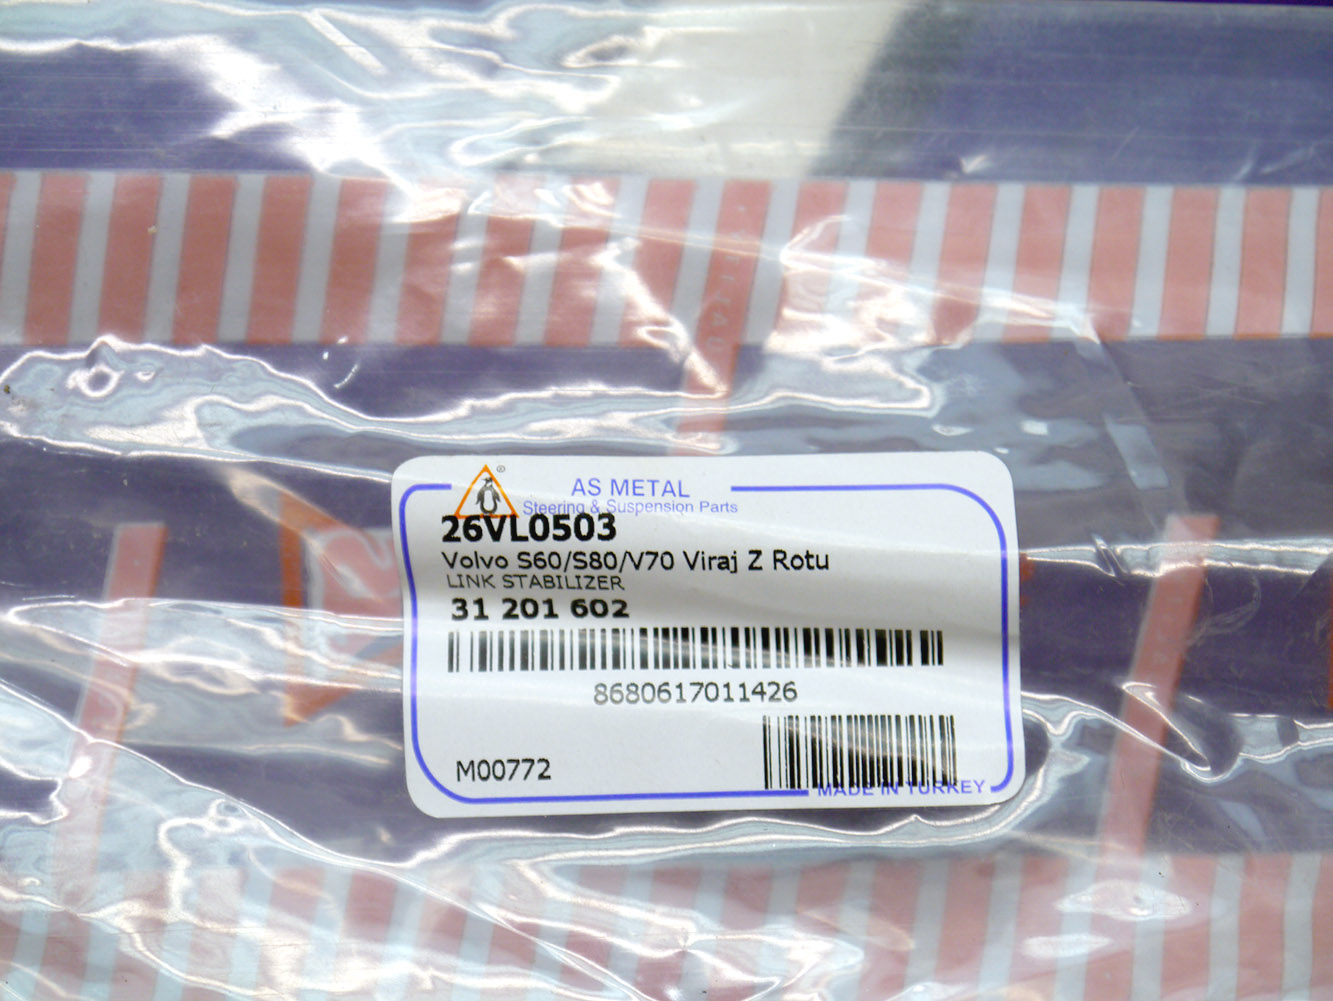 ®
AS METAL
Steering & Suspension Parts
26VL0503
Volvo S60/S80/V70 Viraj Z Rotu
LINK STABILIZER
31 201 602
8680617011426
M00772
MADE IN TURKEY